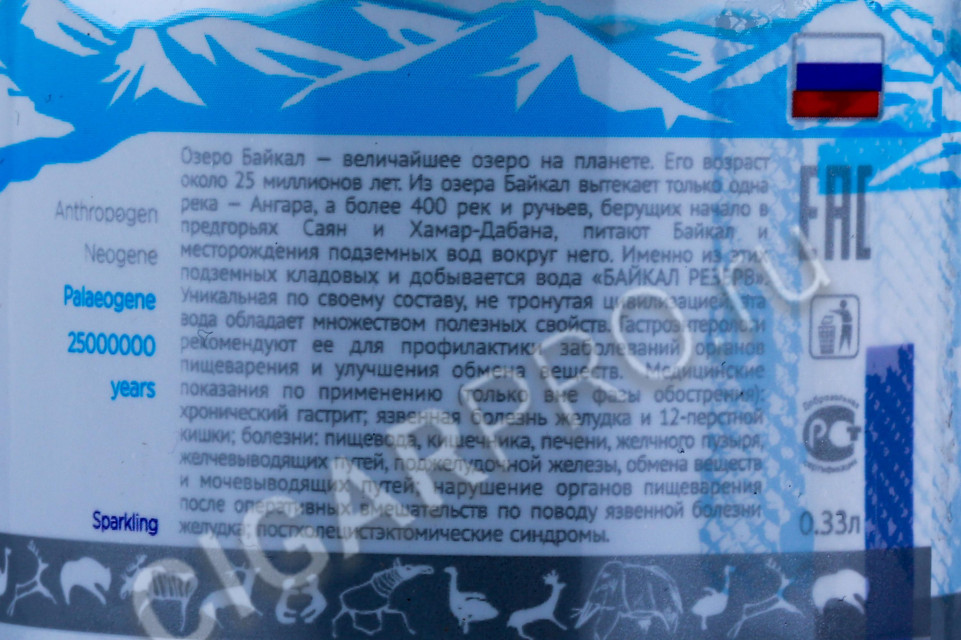 Озеро Байкал — величайшее озеро на планете. Его возраст
около 25 миллионов лет. Из озера Байкал вытекает только одна
река — Ангара, а более 400 рек и ручьев, берущих начало в
предгорьях Саян и Хамар-Дабана, питают Байкал и
месторождения подземных вод вокруг него. Именно из этих
подземных кладовых и добывается вода «БАЙКАЛ РЕЗЕРВ».
Уникальная по своему составу, не тронутая цивилизацией, эта
вода обладает множеством полезных свойств. Гастроэнтерологи
рекомендуют ее для профилактики заболеваний органов
пищеварения и улучшения обмена веществ. Медицинские
показания по применению (только вне фазы обострения):
хронический гастрит; язвенная болезнь желудка и 12-перстной
кишки; болезни: пищевода, кишечника, печени, желчного пузыря,
желчевыводящих путей, поджелудочной железы, обмена веществ
и мочевыводящих путей; нарушение органов пищеварения
после оперативных вмешательств по поводу язвенной болезни
желудка; постхолецистэктомические синдромы.
Anthropogen
Neogene
Palaeogene
25000000
years
Sparkling
EAC
Добровольная
РСТ
сертификация
0.33л
CIGARPRO.ru